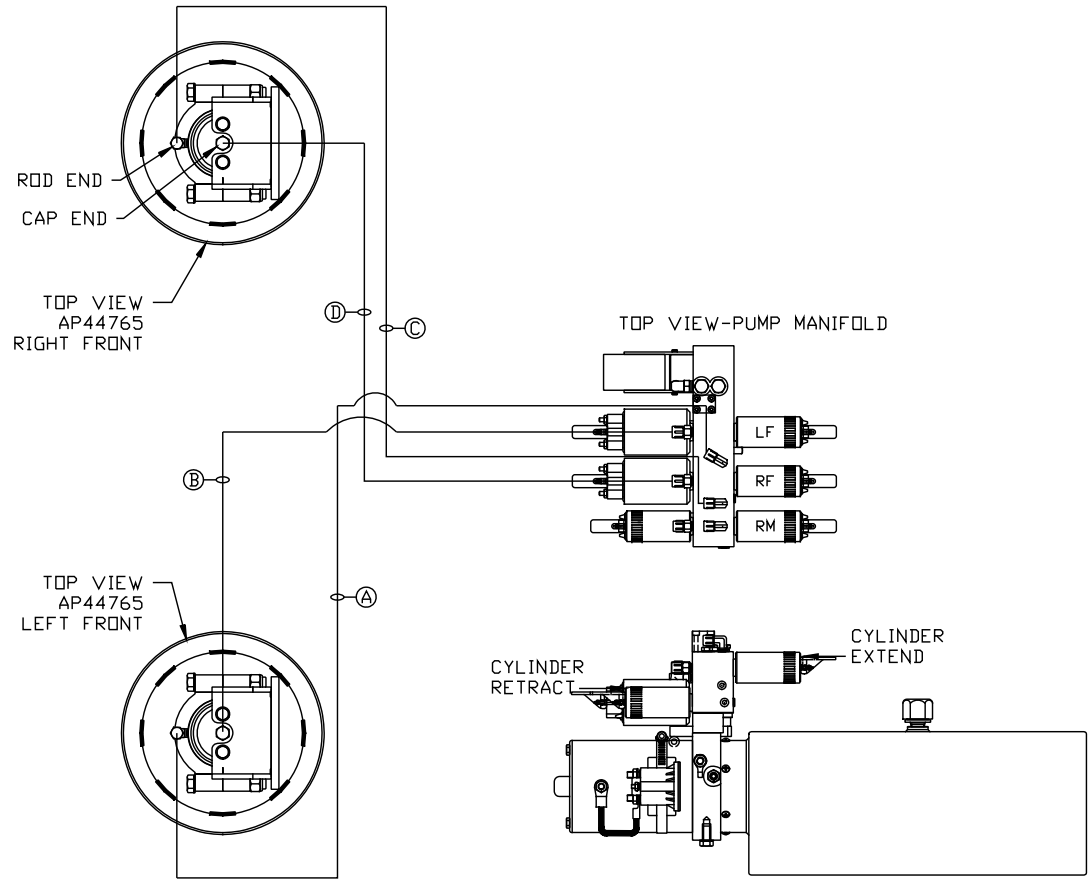 ROD END
CAP END
TOP VIEW
AP44765
RIGHT FRONT
D
C
TOP VIEW-PUMP MANIFOLD
LF
RF
RM
B
A
TOP VIEW
AP44765
LEFT FRONT
CYLINDER
RETRACT
CYLINDER
EXTEND